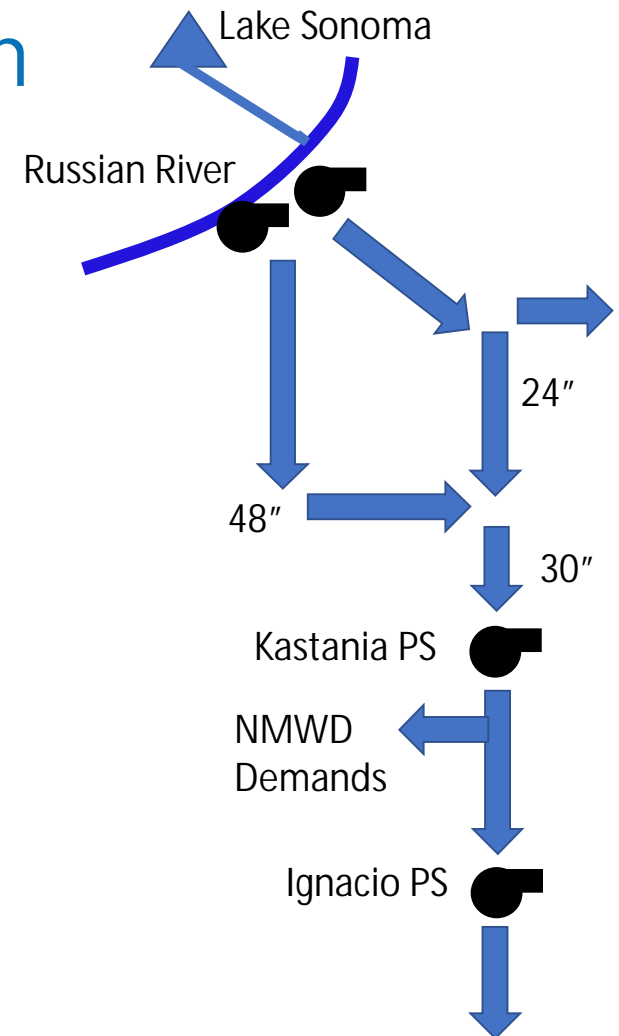 n
Lake Sonoma
Russian River
24"
48"
30"
Kastania PS
NMWD
Demands
Ignacio PS